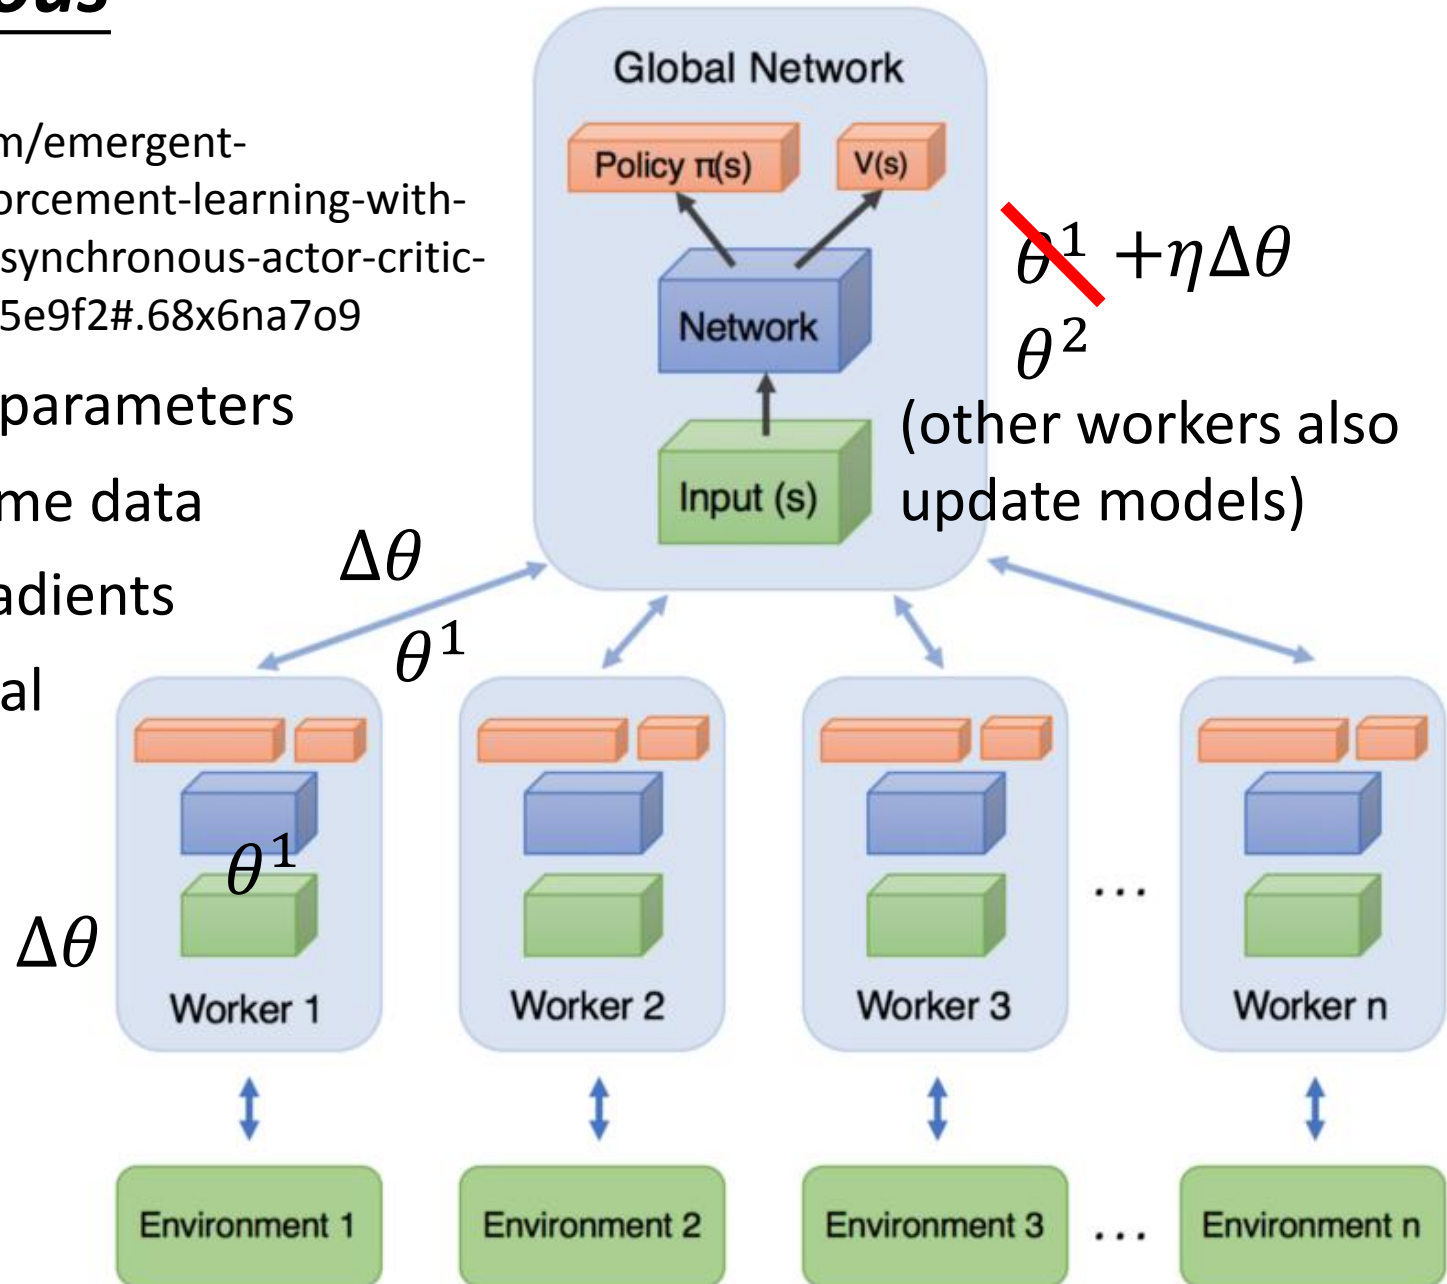 ous
m/emergent-
orcement-learning-with-
synchronous-actor-critic-
5e9f2#.68x6na7o9
parameters
me data
adients
al
Global Network
Policy π(s)
V(s)
Network
Input (s)
θ¹ +ηΔθ
θ²
(other workers also
update models)
Δθ
θ¹
θ¹
Δθ
...
Worker 1
Worker 2
Worker 3
Worker n
Environment 1
Environment 2
Environment 3
...
Environment n